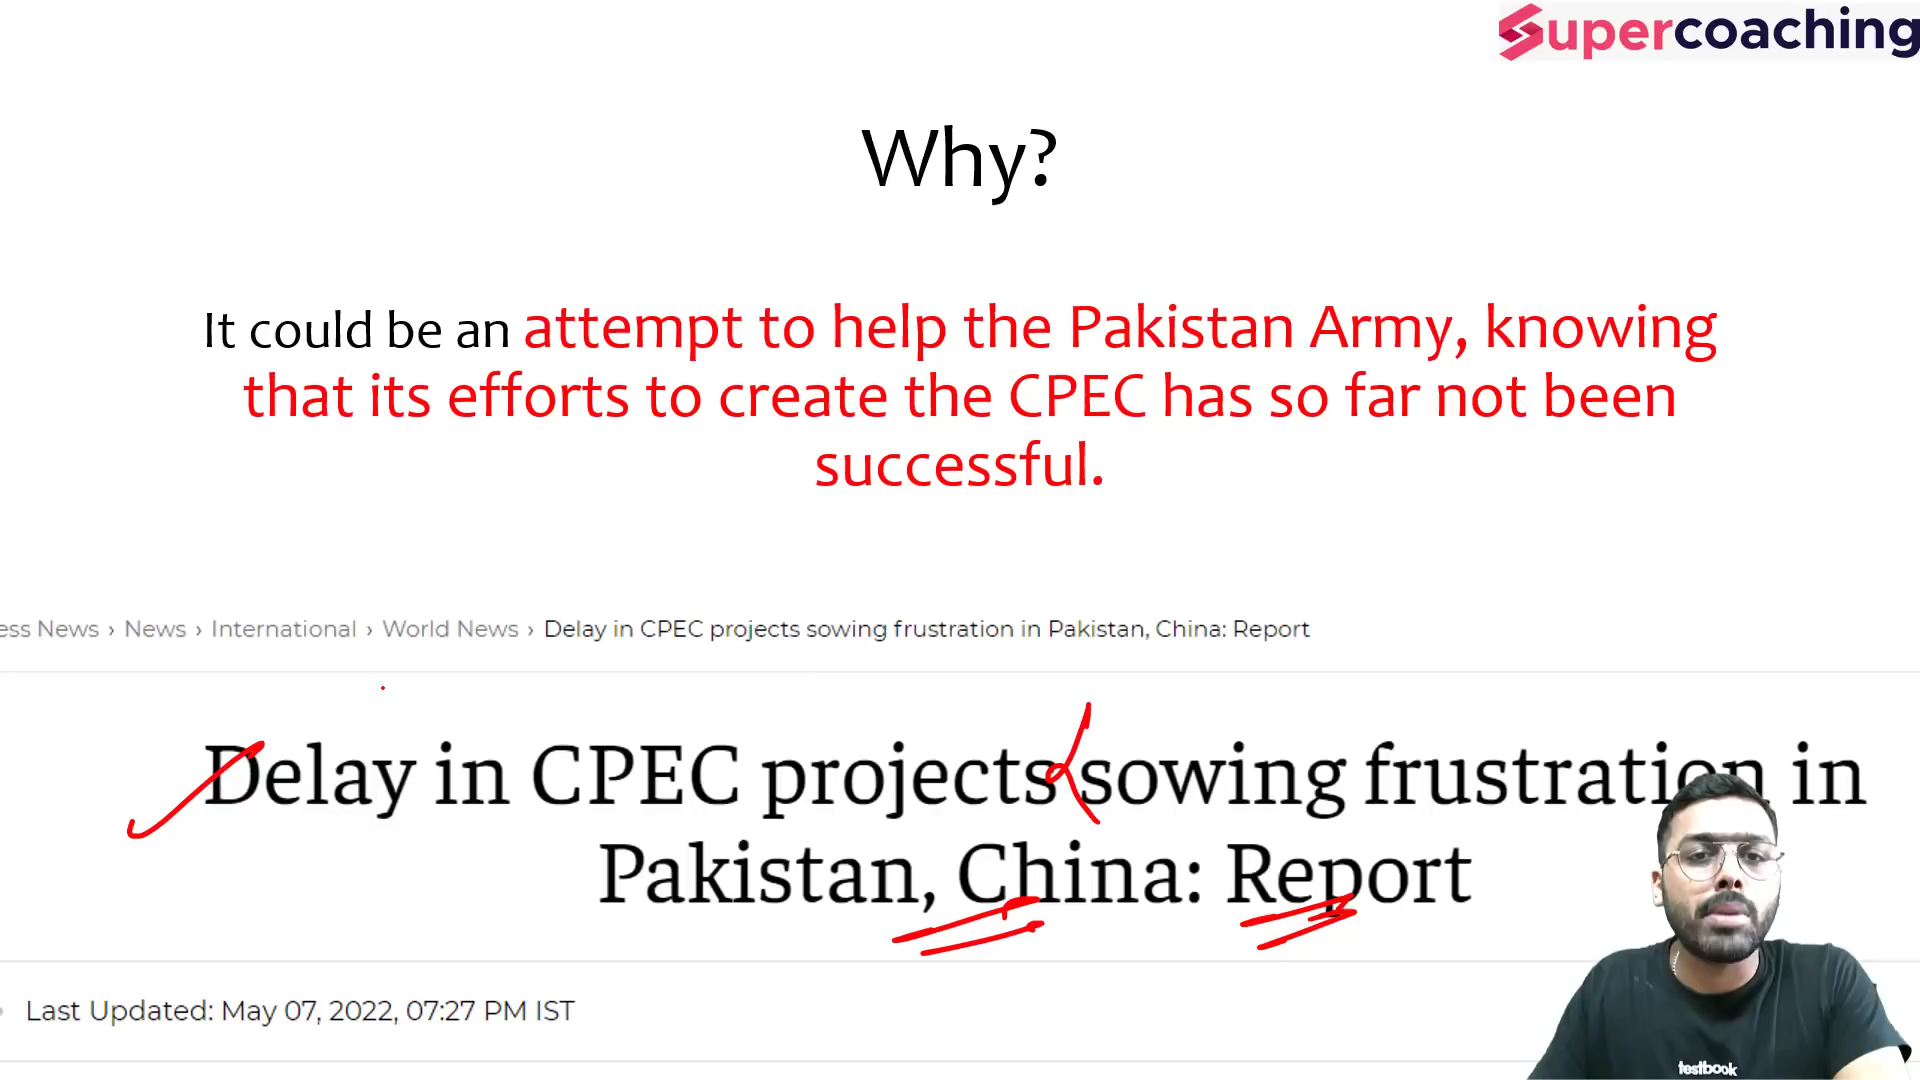 Supercoaching
Why?
It could be an attempt to help the Pakistan Army, knowing
that its efforts to create the CPEC has so far not been
successful.
ess News › News › International › World News › Delay in CPEC projects sowing frustration in Pakistan, China: Report
Delay in CPEC projects sowing frustration in
Pakistan, China: Report
Last Updated: May 07, 2022, 07:27 PM IST
testbook